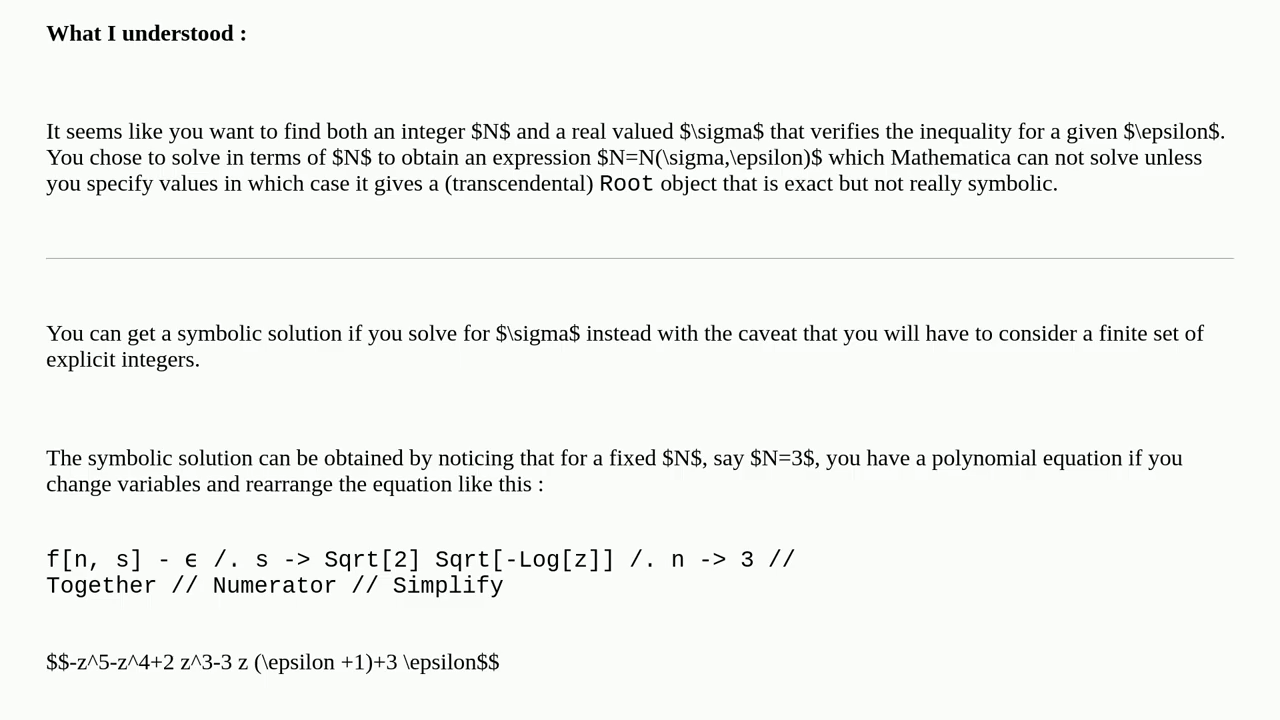 What I understood :
It seems like you want to find both an integer $N$ and a real valued $\sigma$ that verifies the inequality for a given $\epsilon$.
You chose to solve in terms of $N$ to obtain an expression $N=N(\sigma,\epsilon)$ which Mathematica can not solve unless
you specify values in which case it gives a (transcendental) Root object that is exact but not really symbolic.
You can get a symbolic solution if you solve for $\sigma$ instead with the caveat that you will have to consider a finite set of
explicit integers.
The symbolic solution can be obtained by noticing that for a fixed $N$, say $N=3$, you have a polynomial equation if you
change variables and rearrange the equation like this :
f[n, s] - ϵ /. s -> Sqrt[2] Sqrt[-Log[z]] /. n -> 3 //
Together // Numerator // Simplify
$$-z^5-z^4+2 z^3-3 z (\epsilon +1)+3 \epsilon$$